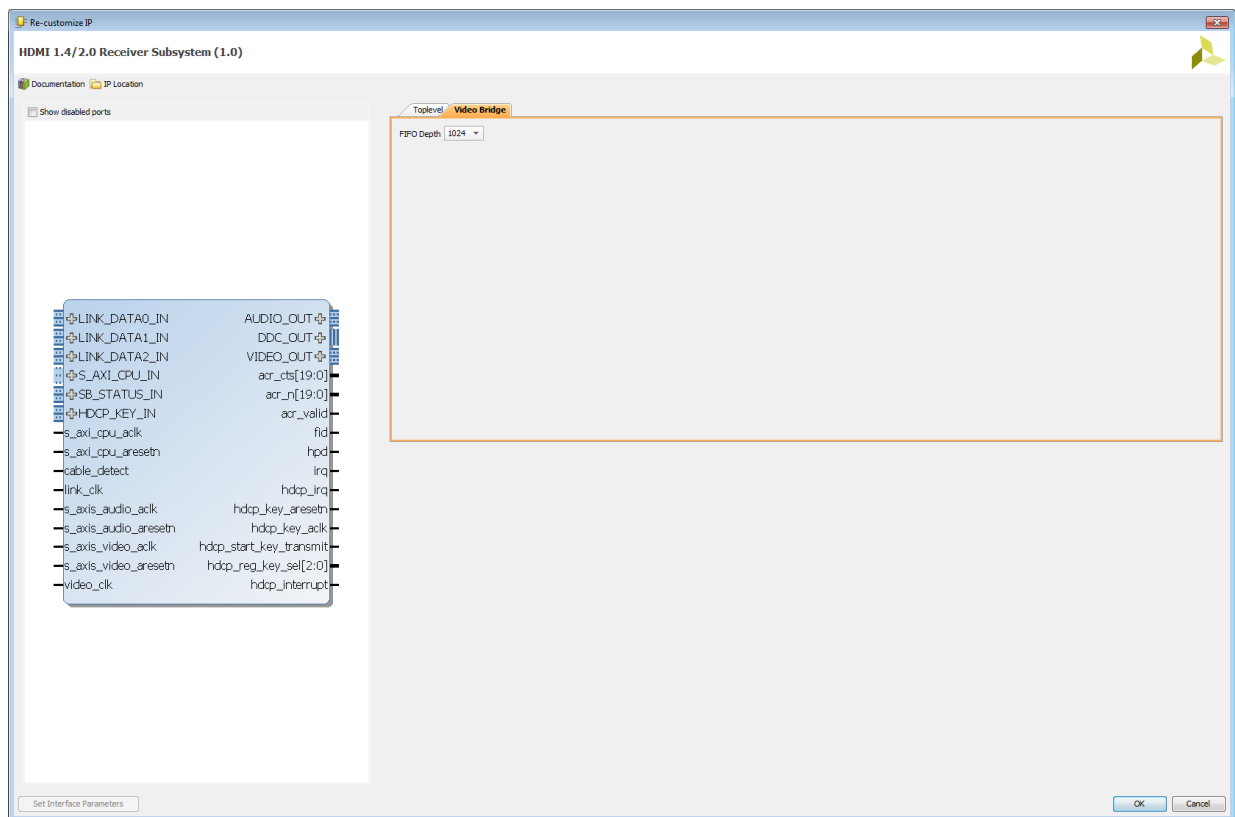 Re-customize IP
HDMI 1.4/2.0 Receiver Subsystem (1.0)
Documentation IP Location
Show disabled ports
Toplevel Video Bridge
FIFO Depth 1024
LINK_DATA0_IN AUDIO_OUT
LINK_DATA1_IN DDC_OUT
LINK_DATA2_IN VIDEO_OUT
S_AXI_CPU_IN acr_cts[19:0]
SB_STATUS_IN acr_n[19:0]
HDCP_KEY_IN acr_valid
s_axi_cpu_aclk fid
s_axi_cpu_aresetn hpd
cable_detect irq
link_clk hdcp_irq
s_axis_audio_aclk hdcp_key_aresetn
s_axis_audio_aresetn hdcp_key_aclk
s_axis_video_aclk hdcp_start_key_transmit
s_axis_video_aresetn hdcp_reg_key_sel[2:0]
video_clk hdcp_interrupt
Set Interface Parameters OK Cancel